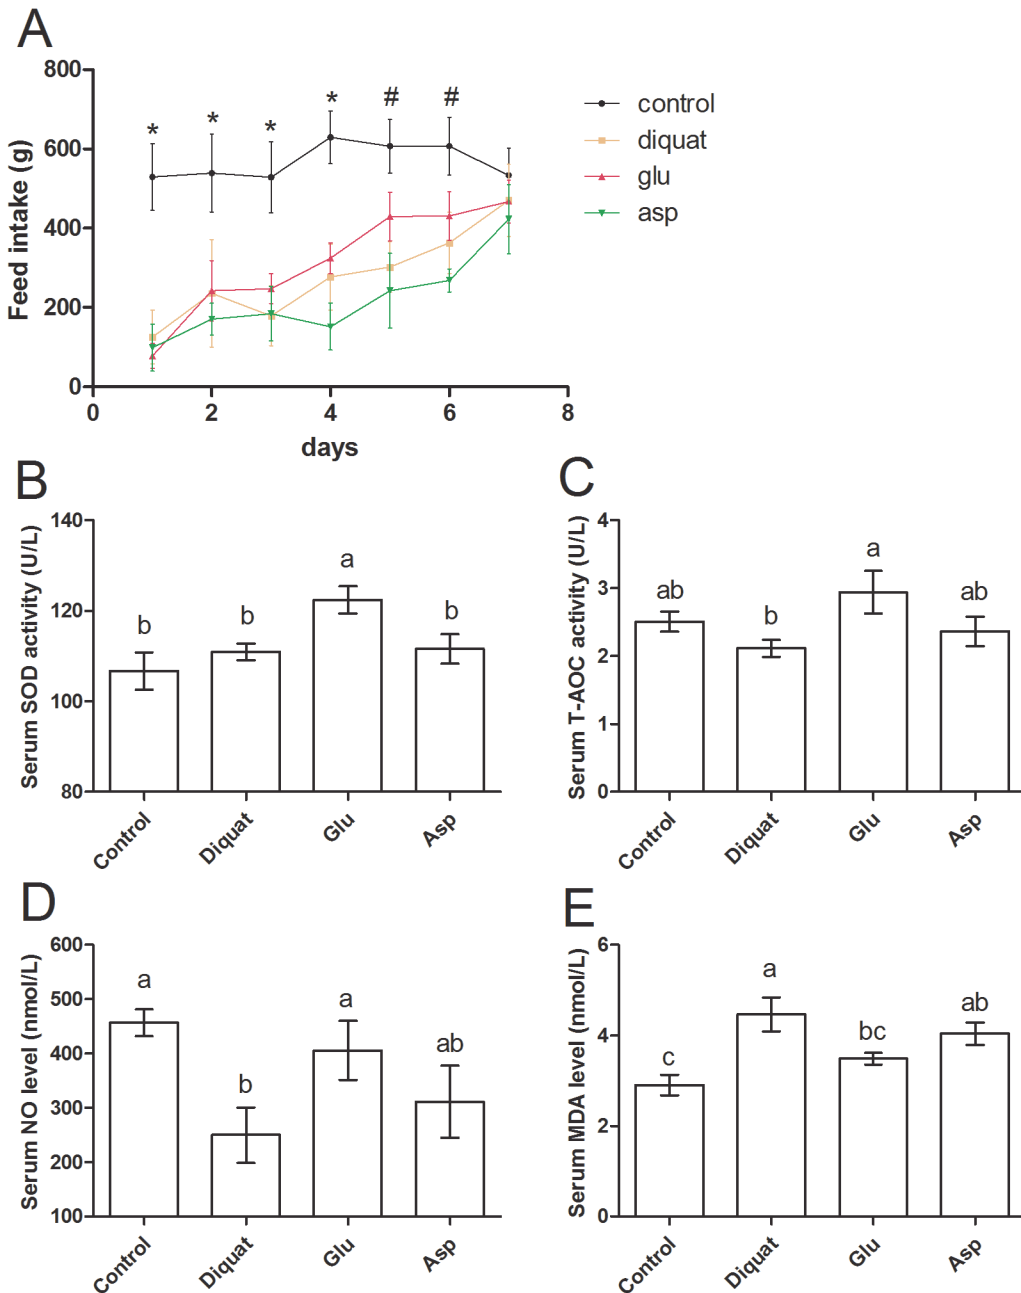 A
Feed intake (g)
800
600
400
200
0
* * * * # #
0 2 4 6 8
days
control
diquat
glu
asp
B
Serum SOD activity (U/L)
140
120
100
80
b b a b
Control Diquat Glu Asp
C
Serum T-AOC activity (U/L)
4
3
2
1
0
ab b a ab
Control Diquat Glu Asp
D
Serum NO level (nmol/L)
600
500
400
300
200
100
a b a ab
Control Diquat Glu Asp
E
Serum MDA level (nmol/L)
6
4
2
0
c a bc ab
Control Diquat Glu Asp